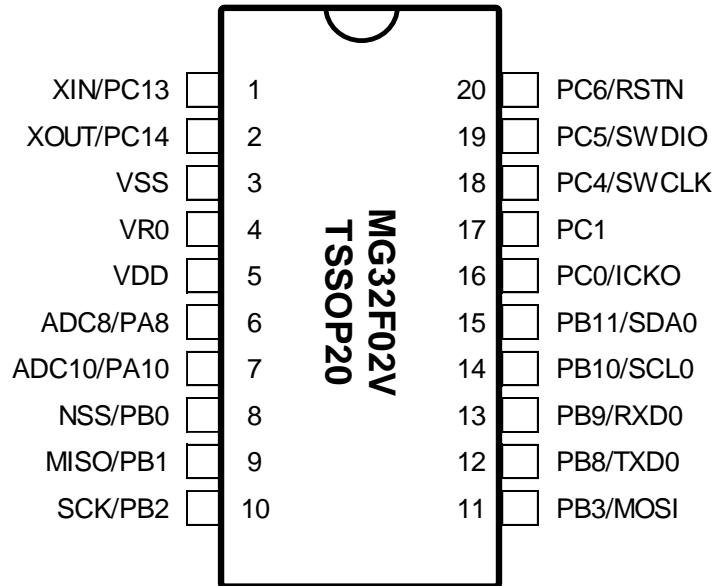 XIN/PC13 1 20 PC6/RSTN
XOUT/PC14 2 19 PC5/SWDIO
VSS 3 18 PC4/SWCLK
VR0 4 17 PC1
VDD 5 16 PC0/ICKO
ADC8/PA8 6 15 PB11/SDA0
ADC10/PA10 7 14 PB10/SCL0
NSS/PB0 8 13 PB9/RXD0
MISO/PB1 9 12 PB8/TXD0
SCK/PB2 10 11 PB3/MOSI
MG32F02V
TSSOP20